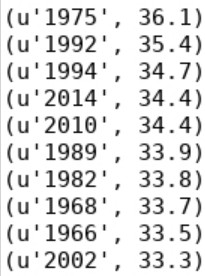 (u'1975', 36.1)
(u'1992', 35.4)
(u'1994', 34.7)
(u'2014', 34.4)
(u'2010', 34.4)
(u'1989', 33.9)
(u'1982', 33.8)
(u'1968', 33.7)
(u'1966', 33.5)
(u'2002', 33.3)